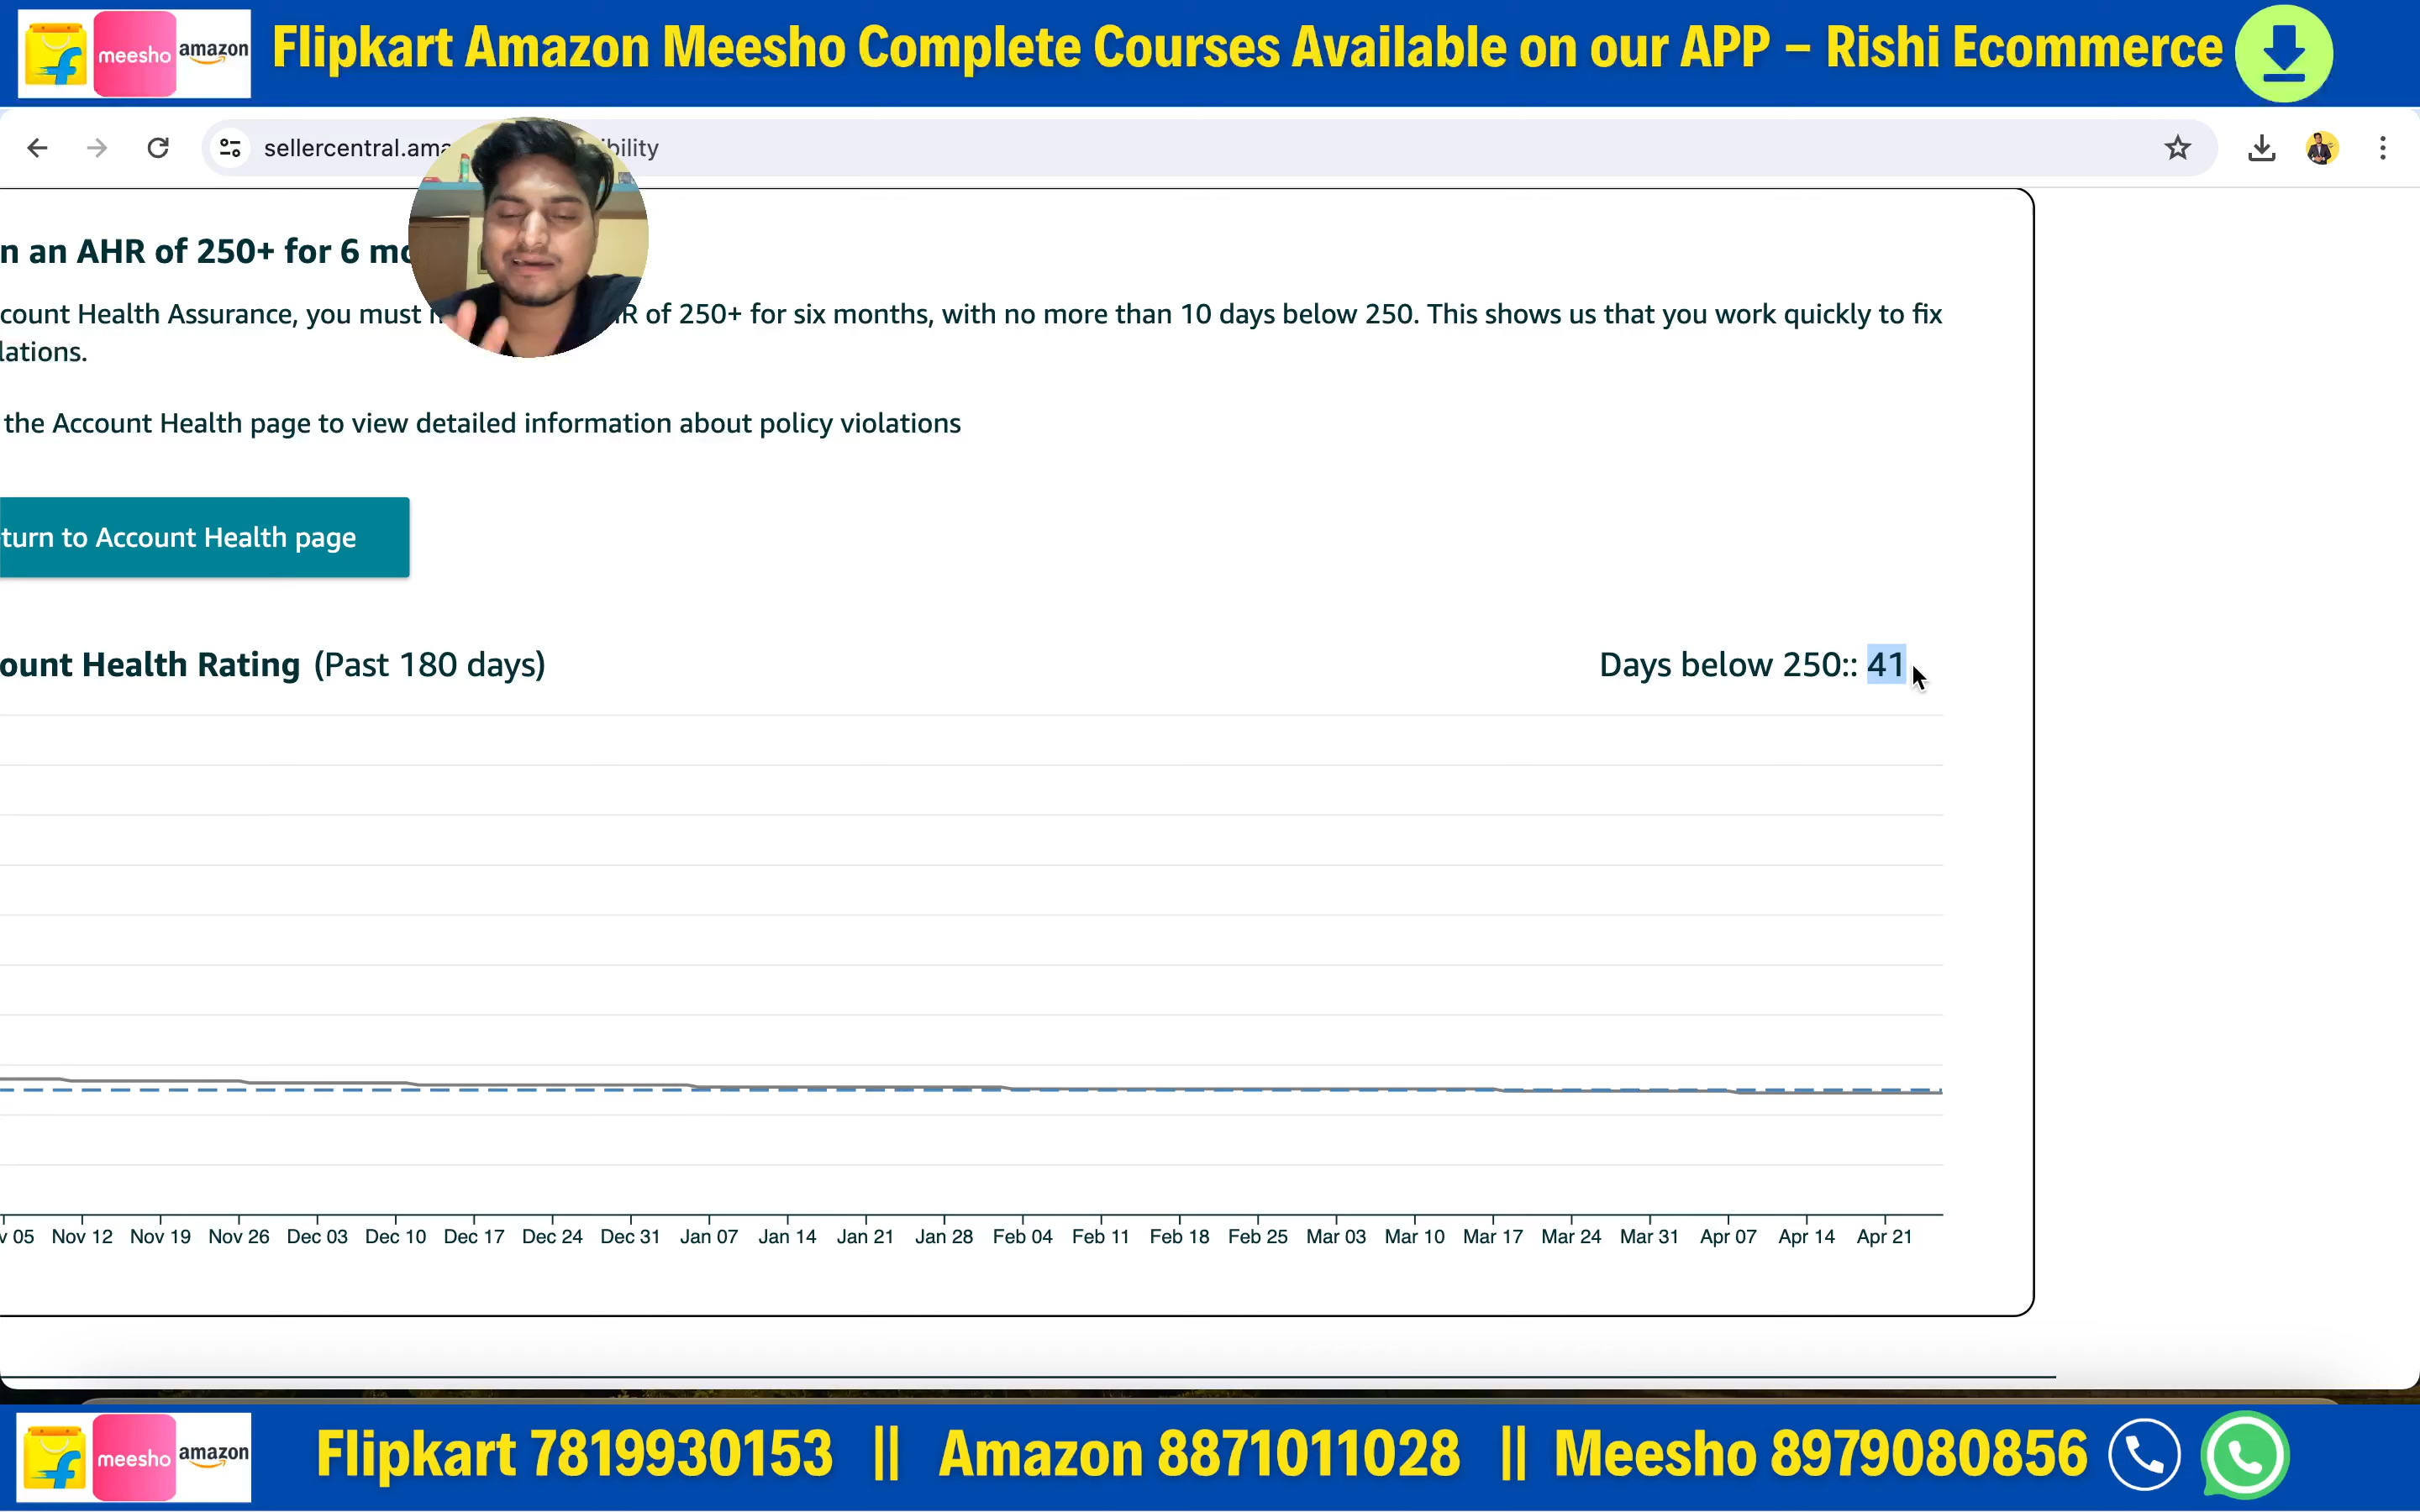 meesho amazon Flipkart Amazon Meesho Complete Courses Available on our APP – Rishi Ecommerce
sellercentral.ama bility
n an AHR of 250+ for 6 mo
count Health Assurance, you must R of 250+ for six months, with no more than 10 days below 250. This shows us that you work quickly to fix
lations.
the Account Health page to view detailed information about policy violations
turn to Account Health page
ount Health Rating (Past 180 days) Days below 250:: 41
v 05 Nov 12 Nov 19 Nov 26 Dec 03 Dec 10 Dec 17 Dec 24 Dec 31 Jan 07 Jan 14 Jan 21 Jan 28 Feb 04 Feb 11 Feb 18 Feb 25 Mar 03 Mar 10 Mar 17 Mar 24 Mar 31 Apr 07 Apr 14 Apr 21
meesho amazon Flipkart 7819930153 || Amazon 8871011028 || Meesho 8979080856